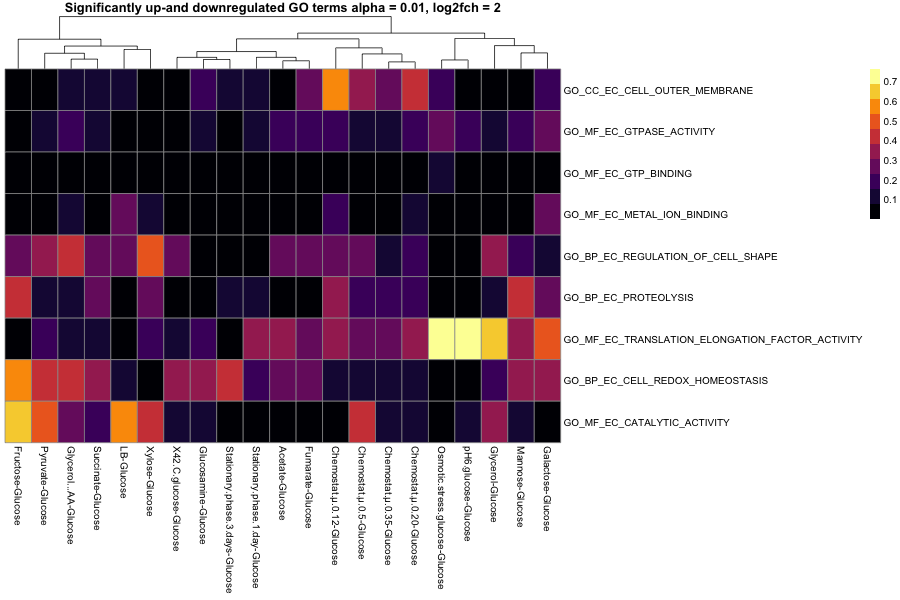 Significantly up-and downregulated GO terms alpha = 0.01, log2fch = 2
GO_CC_EC_CELL_OUTER_MEMBRANE
GO_MF_EC_GTPASE_ACTIVITY
GO_MF_EC_GTP_BINDING
GO_MF_EC_METAL_ION_BINDING
GO_BP_EC_REGULATION_OF_CELL_SHAPE
GO_BP_EC_PROTEOLYSIS
GO_MF_EC_TRANSLATION_ELONGATION_FACTOR_ACTIVITY
GO_BP_EC_CELL_REDOX_HOMEOSTASIS
GO_MF_EC_CATALYTIC_ACTIVITY
0.7
0.6
0.5
0.4
0.3
0.2
0.1
Fructose-Glucose
Pyruvate-Glucose
Glycerol...AA-Glucose
Succinate-Glucose
LB-Glucose
Xylose-Glucose
X42.C.glucose-Glucose
Glucosamine-Glucose
Stationary.phase.3.days-Glucose
Stationary.phase.1.day-Glucose
Acetate-Glucose
Fumarate-Glucose
Chemostat.µ.0.12-Glucose
Chemostat.µ.0.5-Glucose
Chemostat.µ.0.35-Glucose
Chemostat.µ.0.20-Glucose
Osmotic.stress.glucose-Glucose
pH6.glucose-Glucose
Glycerol-Glucose
Mannose-Glucose
Galactose-Glucose